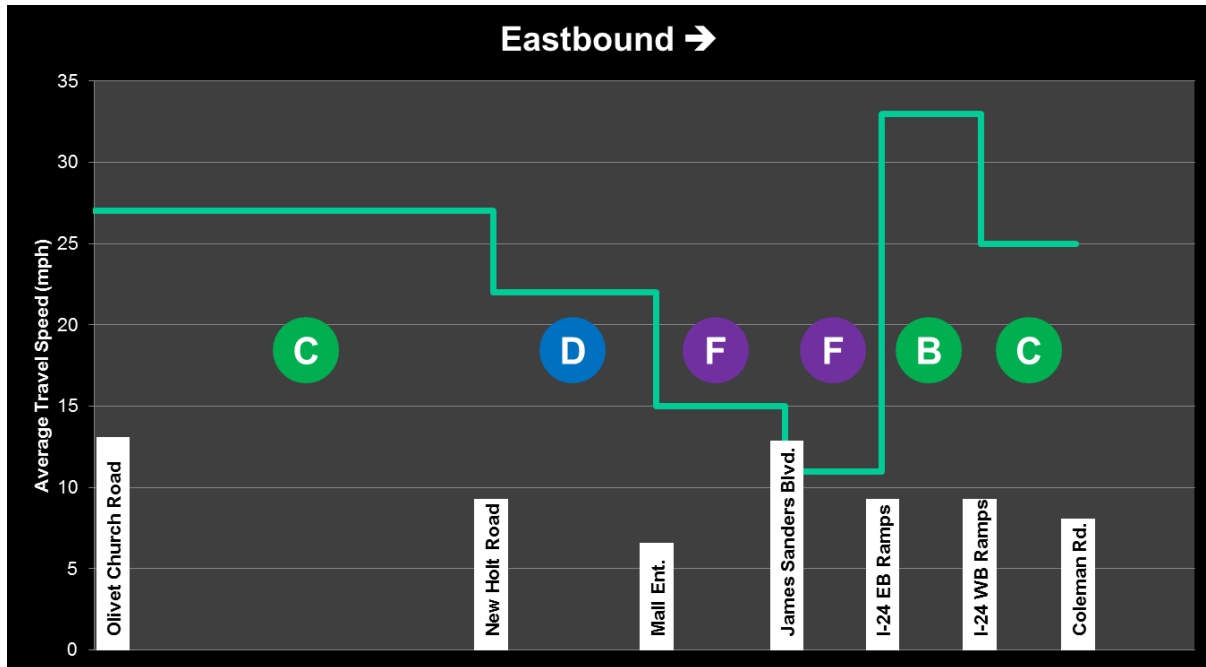 Eastbound →
Average Travel Speed (mph)
35
30
25
20
15
10
5
0
C
D
F
F
B
C
Olivet Church Road
New Holt Road
Mall Ent.
James Sanders Blvd.
I-24 EB Ramps
I-24 WB Ramps
Coleman Rd.